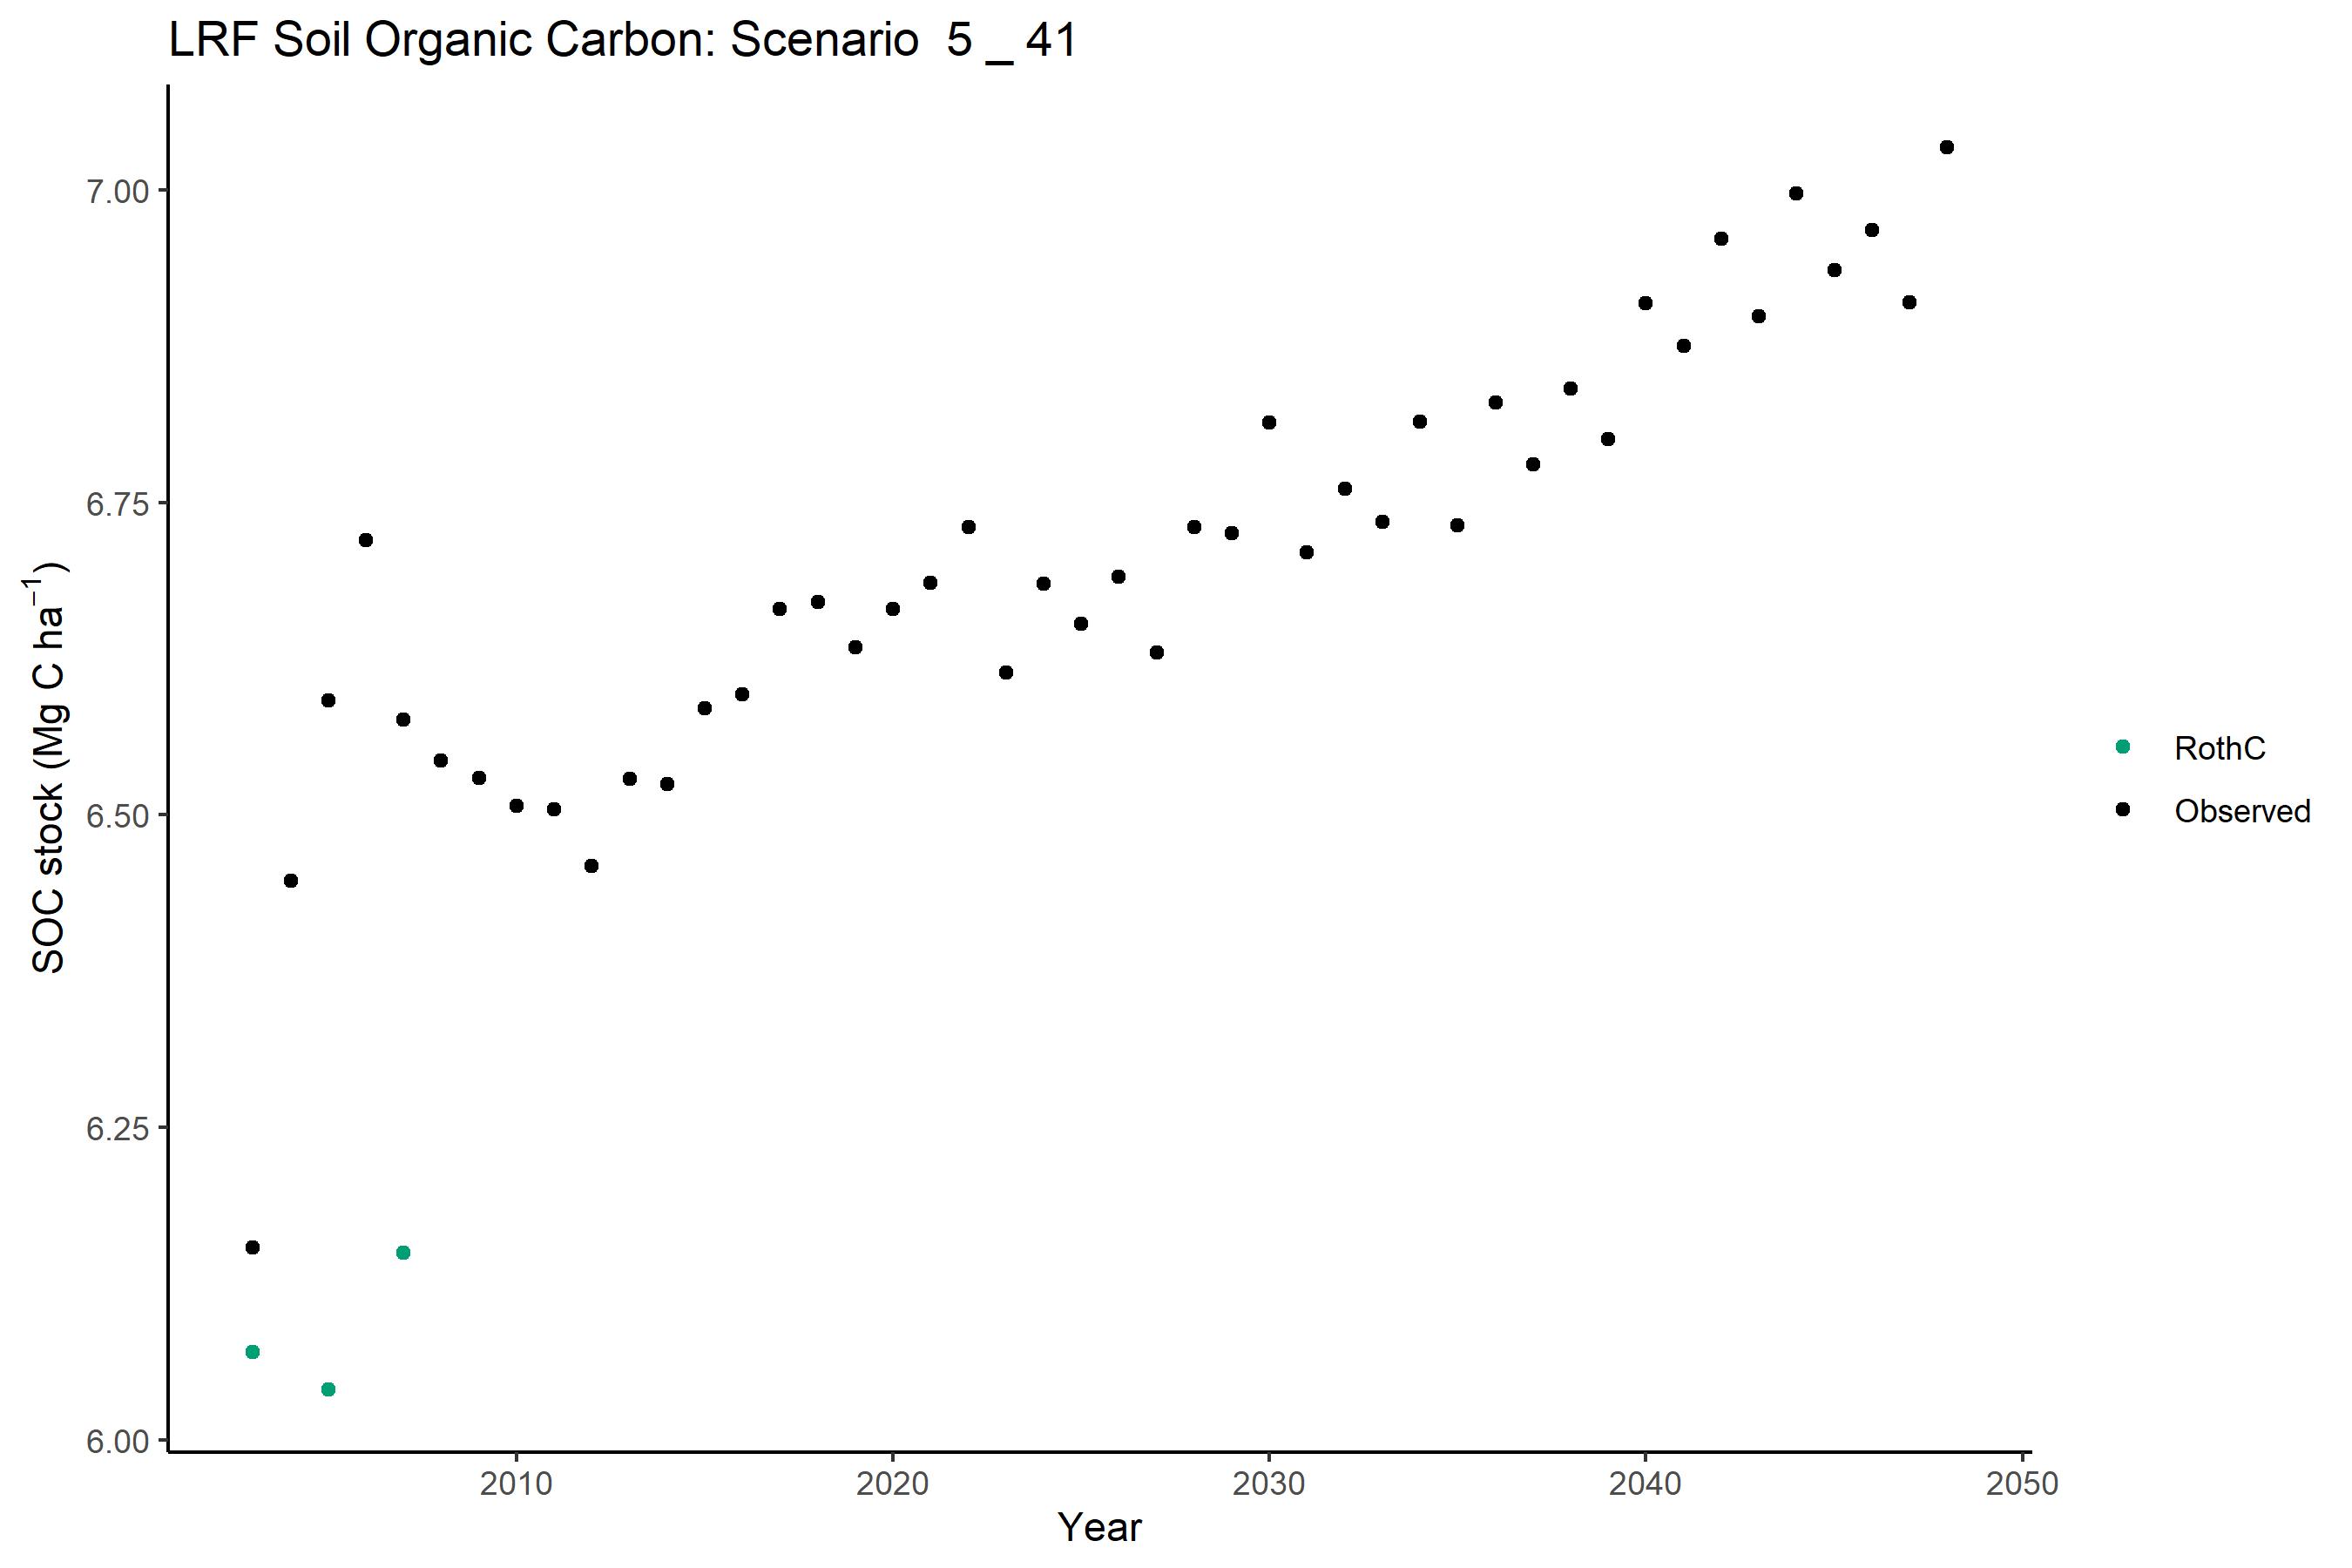 LRF Soil Organic Carbon: Scenario  5 _ 41
SOC stock (Mg C ha⁻¹)
7.00
6.75
6.50
6.25
6.00
2010
2020
2030
2040
2050
Year
RothC
Observed